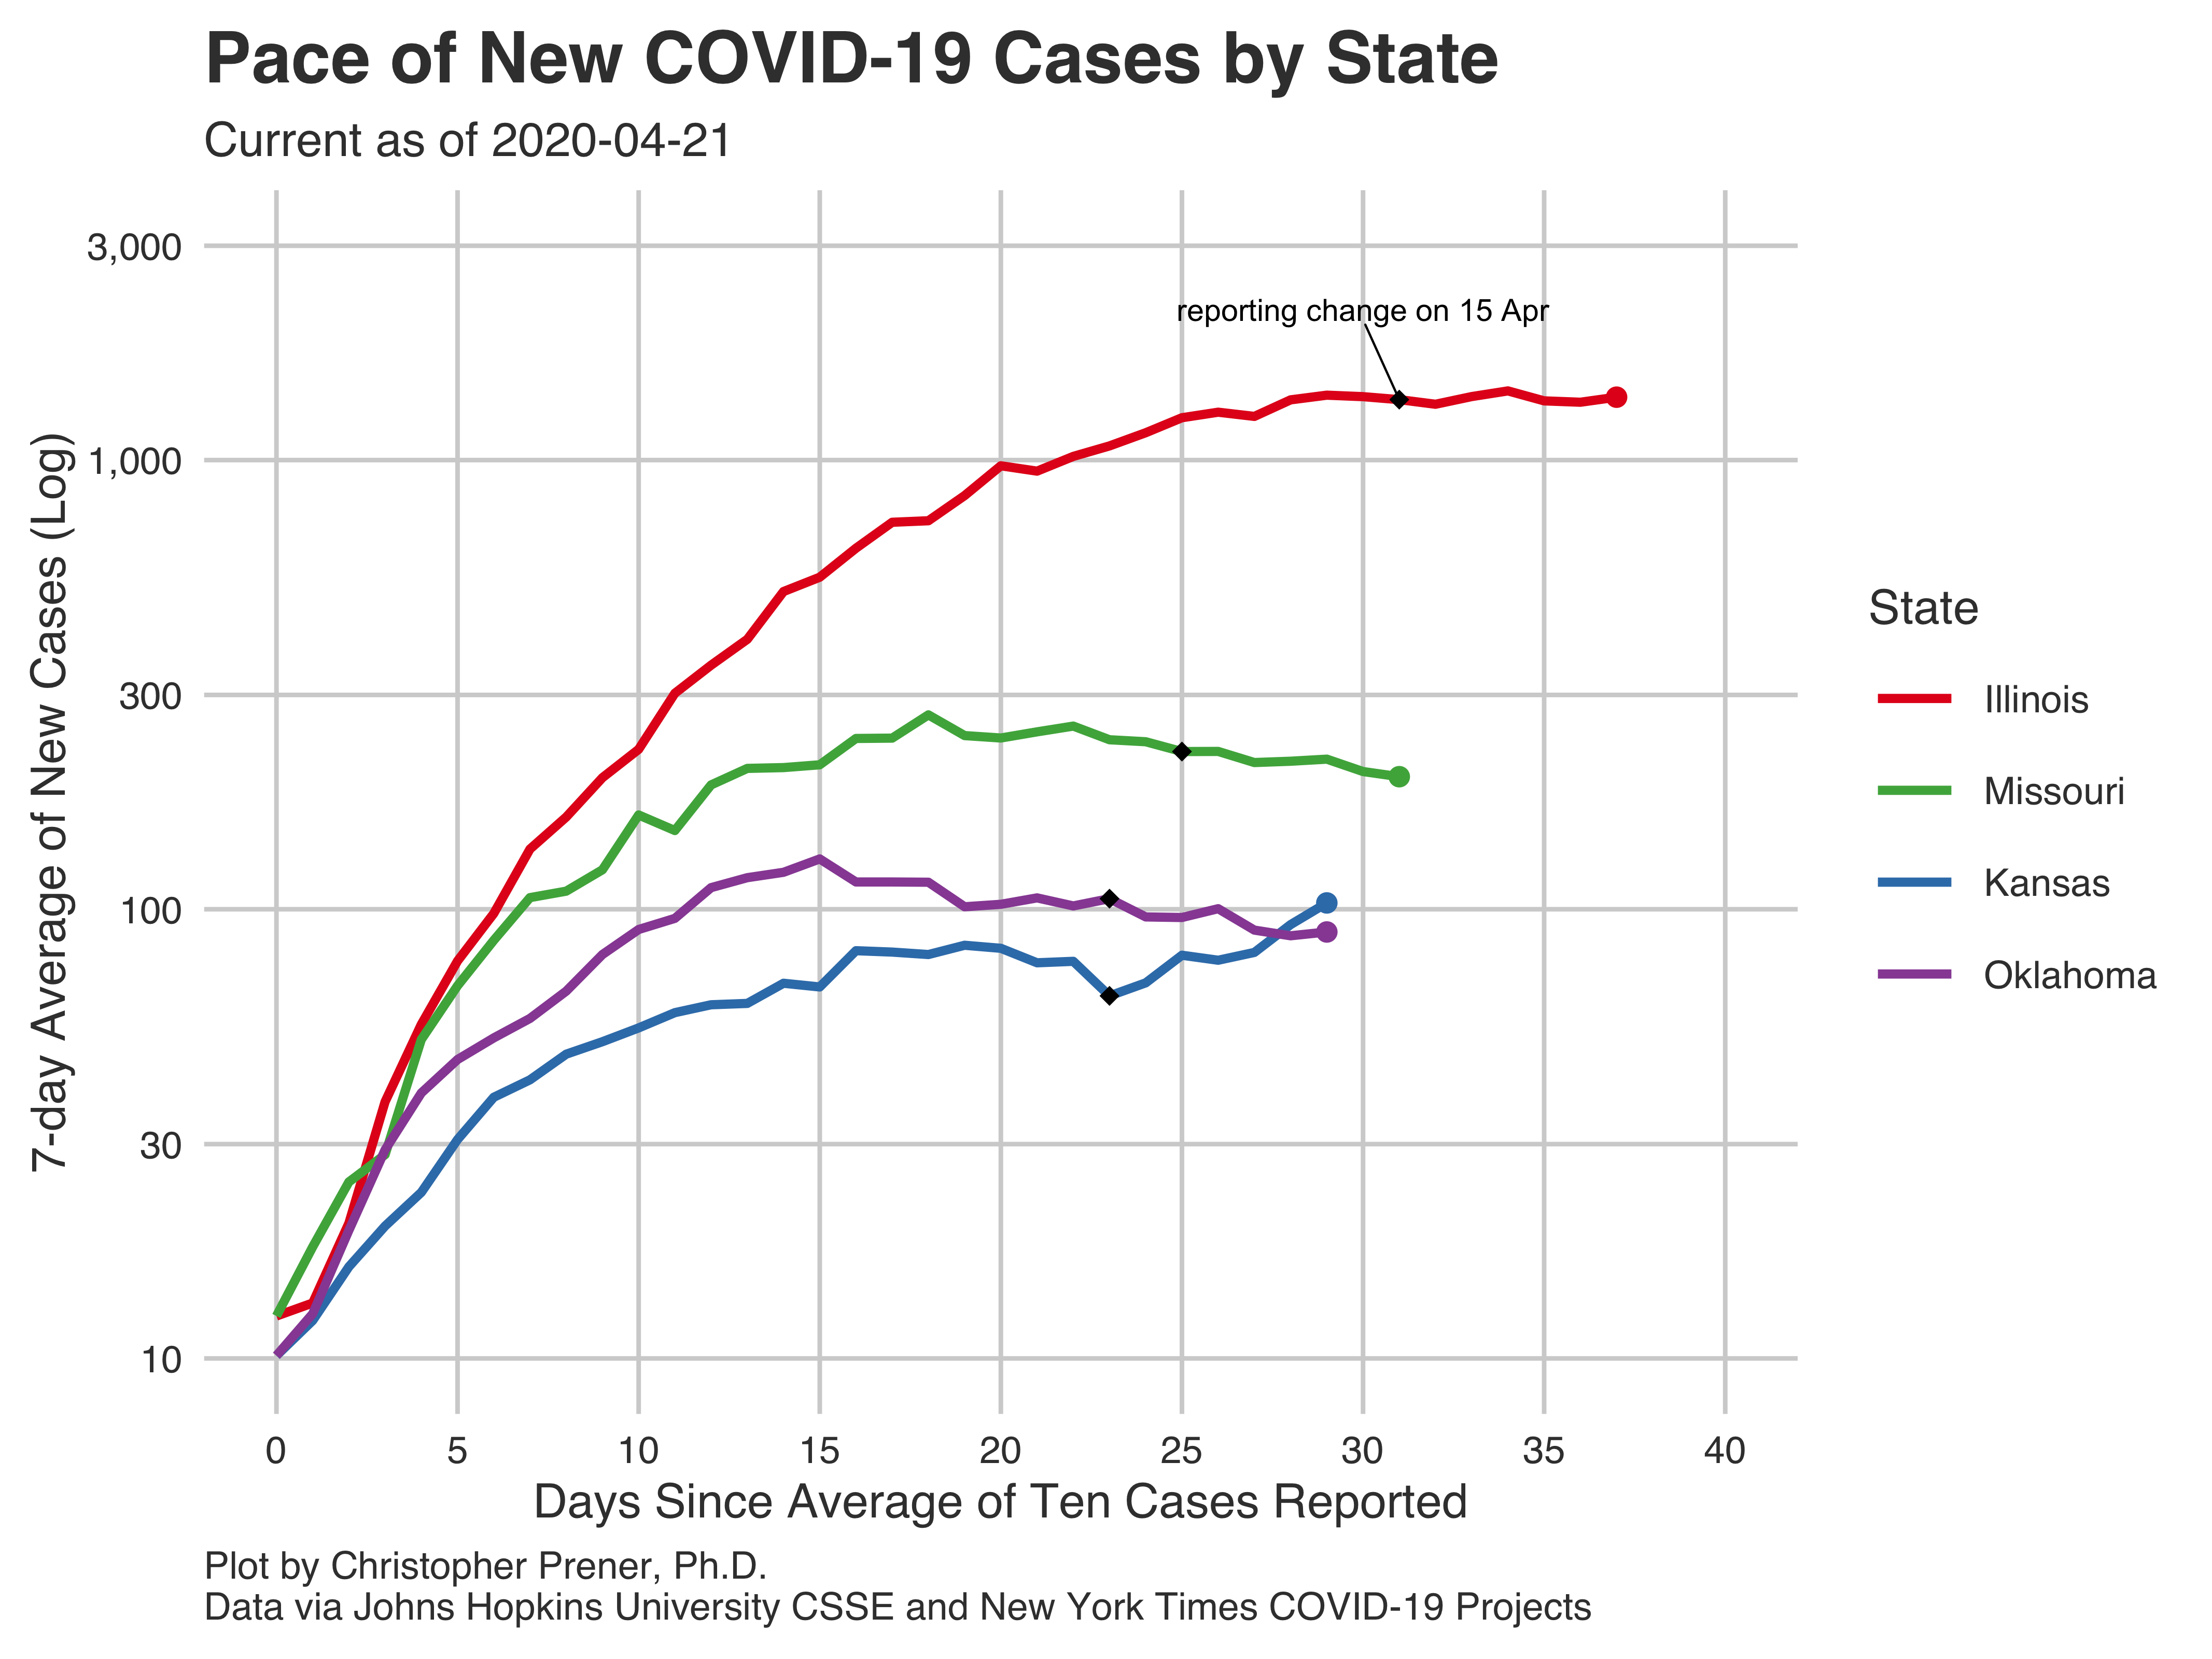 Pace of New COVID-19 Cases by State
Current as of 2020-04-21
7-day Average of New Cases (Log)
3,000
1,000
300
100
30
10
reporting change on 15 Apr
State
Illinois
Missouri
Kansas
Oklahoma
0 5 10 15 20 25 30 35 40
Days Since Average of Ten Cases Reported
Plot by Christopher Prener, Ph.D.
Data via Johns Hopkins University CSSE and New York Times COVID-19 Projects